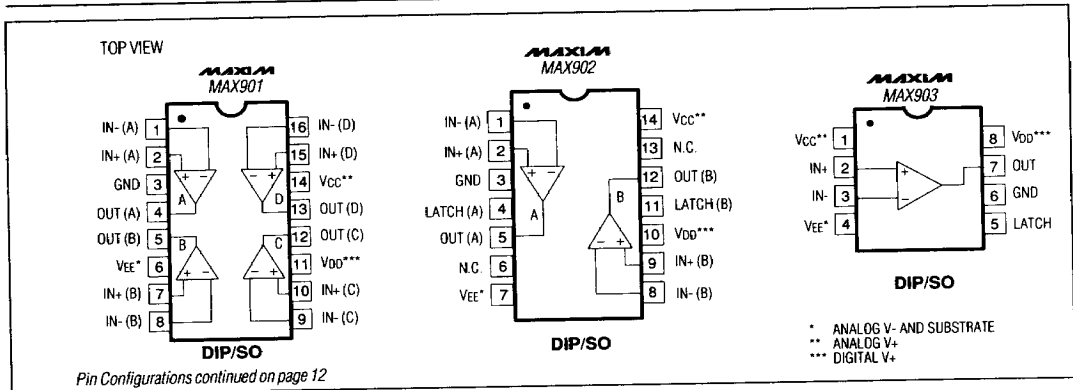 TOP VIEW
MAXIM
MAX901
IN- (A) 1
IN+ (A) 2
GND 3
OUT (A) 4
OUT (B) 5
VEE* 6
IN+ (B) 7
IN- (B) 8
16 IN- (D)
15 IN+ (D)
14 VCC**
13 OUT (D)
12 OUT (C)
11 VDD***
10 IN+ (C)
9 IN- (C)
+ -
A
- +
D
B
+ -
C
- +
DIP/SO
MAXIM
MAX902
IN- (A) 1
IN+ (A) 2
GND 3
LATCH (A) 4
OUT (A) 5
N.C. 6
VEE* 7
14 VCC**
13 N.C.
12 OUT (B)
11 LATCH (B)
10 VDD***
9 IN+ (B)
8 IN- (B)
+ -
A
B
- +
DIP/SO
MAXIM
MAX903
VCC** 1
IN+ 2
IN- 3
VEE* 4
8 VDD***
7 OUT
6 GND
5 LATCH
+
-
DIP/SO
* ANALOG V- AND SUBSTRATE
** ANALOG V+
*** DIGITAL V+
Pin Configurations continued on page 12